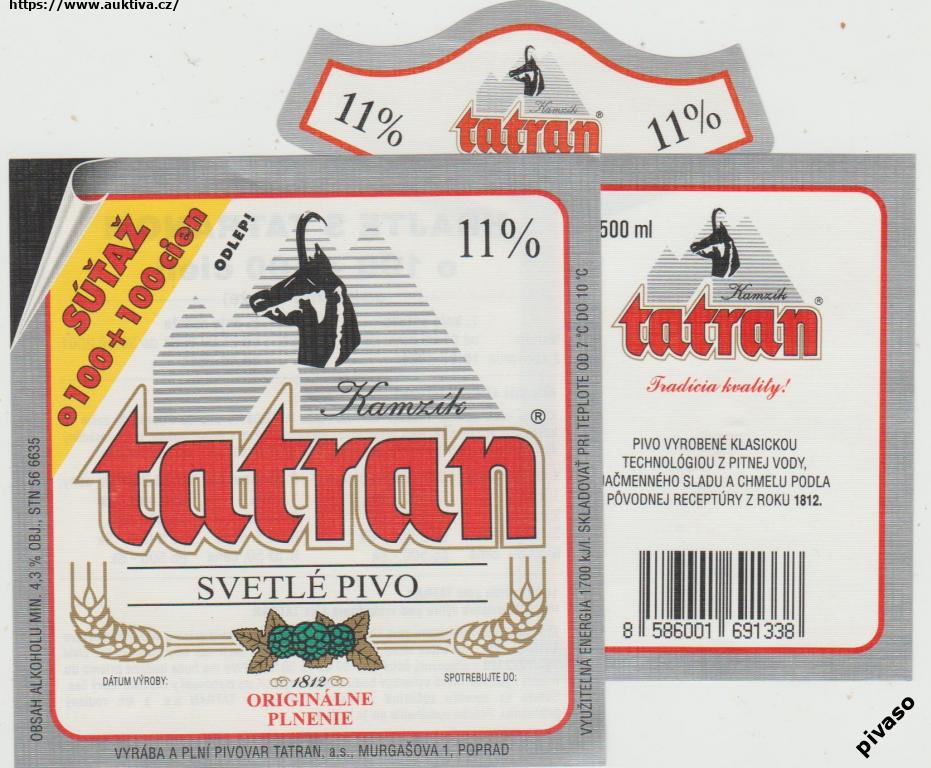 https://www.auktiva.cz/
11%
11%
Kamzík
tatran®
SÚŤAŽ
o 100 + 100 cien
ODLEP!
11%
Kamzík
tatran®
SVETLÉ PIVO
DÁTUM VÝROBY:
SPOTREBUJTE DO:
1812
ORIGINÁLNE
PLNENIE
OBSAH ALKOHOLU MIN. 4,3 % OBJ., STN 56 6635
VYUŽITEĽNÁ ENERGIA 1700 kJ/l. SKLADOVAŤ PRI TEPLOTE OD 7 °C DO 10 °C
VYRÁBA A PLNÍ PIVOVAR TATRAN, a.s., MURGAŠOVA 1, POPRAD
500 ml
Kamzík
tatran®
Tradícia kvality!
PIVO VYROBENÉ KLASICKOU
TECHNOLÓGIOU Z PITNEJ VODY,
JAČMENNÉHO SLADU A CHMEĽU PODĽA
PÔVODNEJ RECEPTÚRY Z ROKU 1812.
8 586001 691338
pivaso